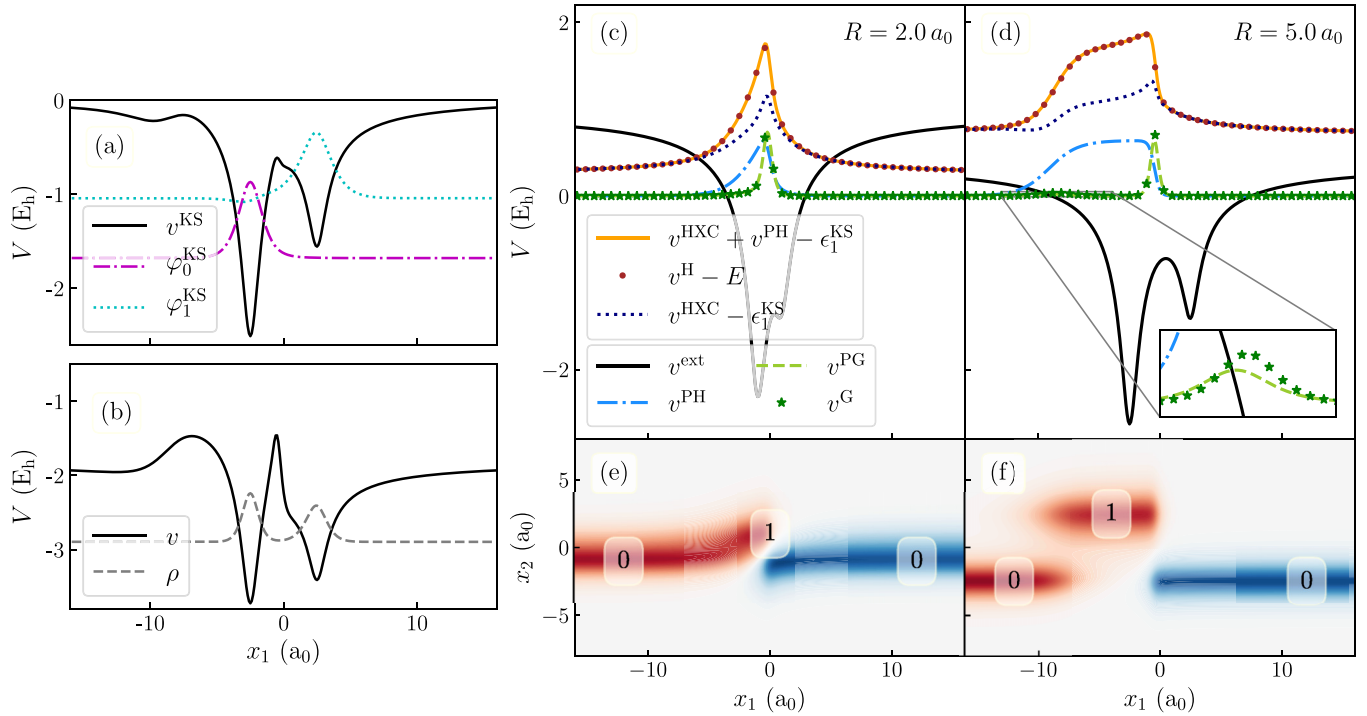 (a)
V (E_h)
0
-1
-2
v^KS
φ_0^KS
φ_1^KS
(b)
V (E_h)
-1
-2
-3
v
ρ
-10
0
10
x_1 (a_0)
(c)
R = 2.0 a_0
V (E_h)
2
0
−2
v^HXC + v^PH − ϵ_1^KS
v^H − E
v^HXC − ϵ_1^KS
v^ext
v^PG
v^PH
v^G
(d)
R = 5.0 a_0
(e)
x_2 (a_0)
5
0
−5
0
1
0
−10
0
10
x_1 (a_0)
(f)
1
0
0
−10
0
10
x_1 (a_0)